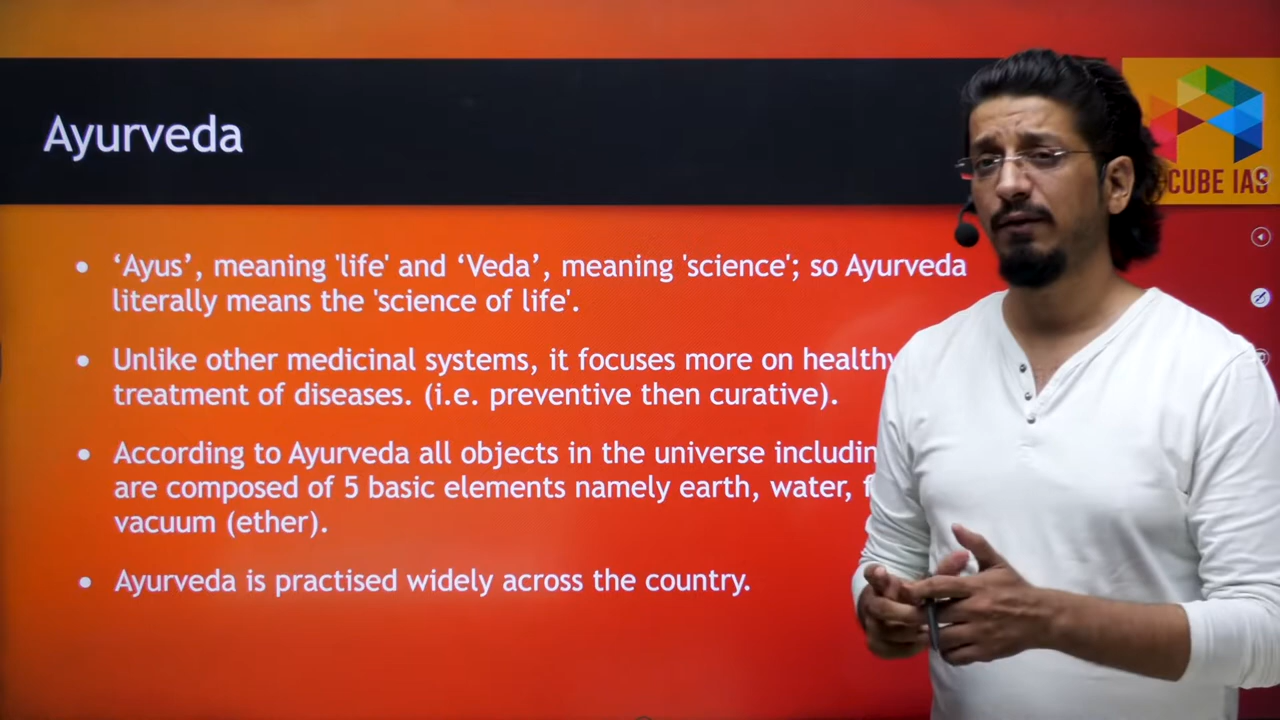 Ayurveda
CUBE IAS
‘Ayus’, meaning 'life' and ‘Veda’, meaning 'science'; so Ayurveda
literally means the 'science of life'.
Unlike other medicinal systems, it focuses more on healthy
treatment of diseases. (i.e. preventive then curative).
According to Ayurveda all objects in the universe
are composed of 5 basic elements namely earth, water,
vacuum (ether).
Ayurveda is practised widely across the country.